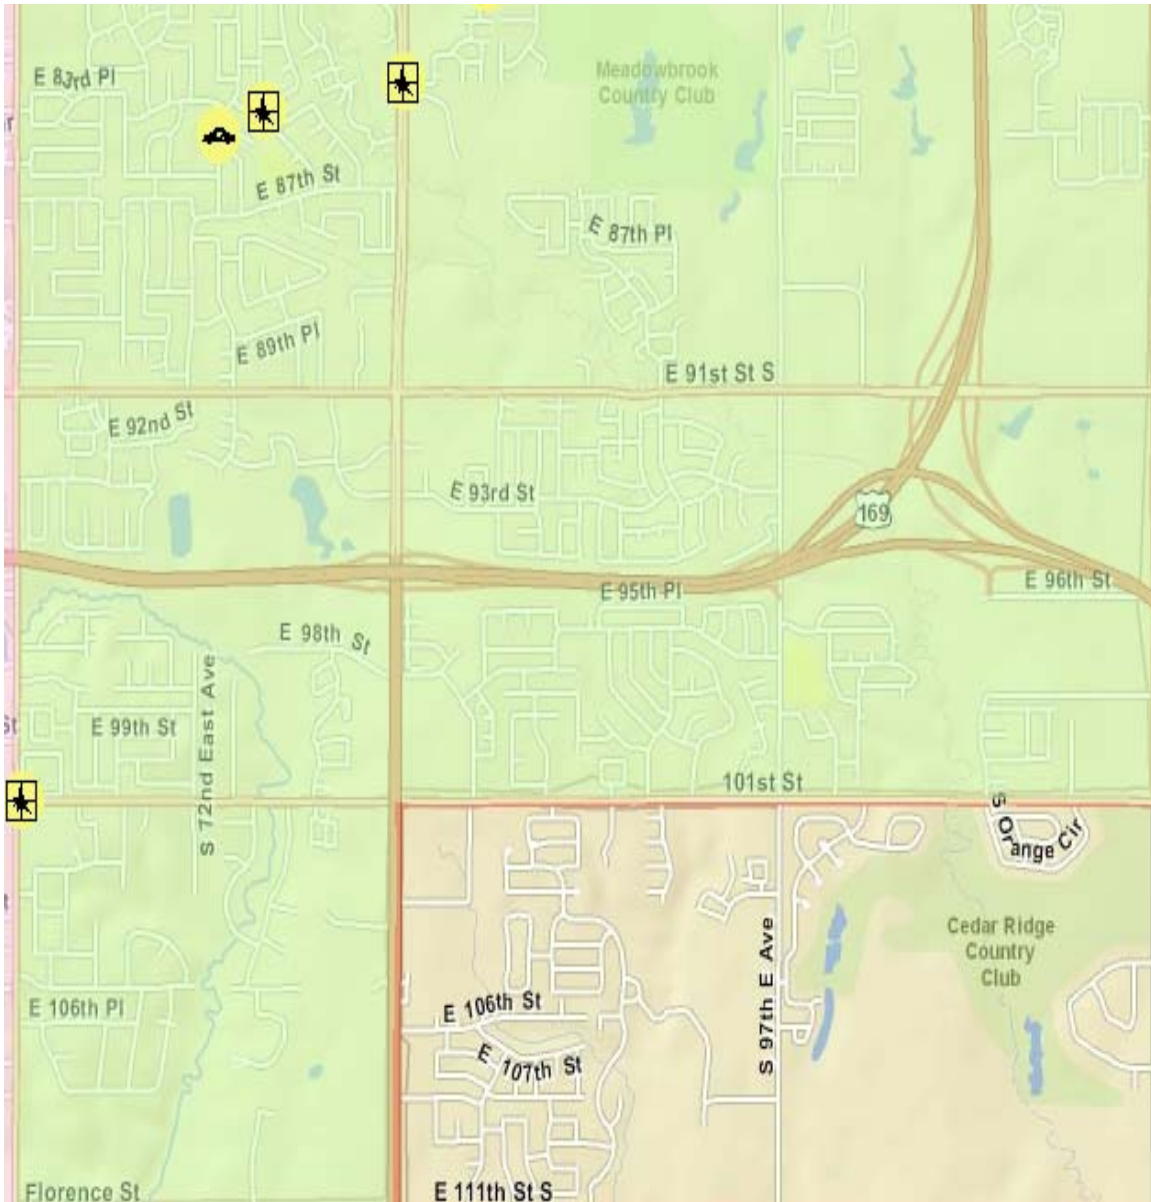 E 83rd Pl
Meadowbrook
Country Club
E 87th St
E 87th Pl
E 89th Pl
E 91st St S
E 92nd St
E 93rd St
169
E 95th Pl
E 96th St
E 98th St
S 72nd East Ave
St
E 99th St
101st St
S Orange Cir
Cedar Ridge
Country
Club
S 97th E Ave
E 106th Pl
E 106th St
E 107th St
Florence St
E 111th St S